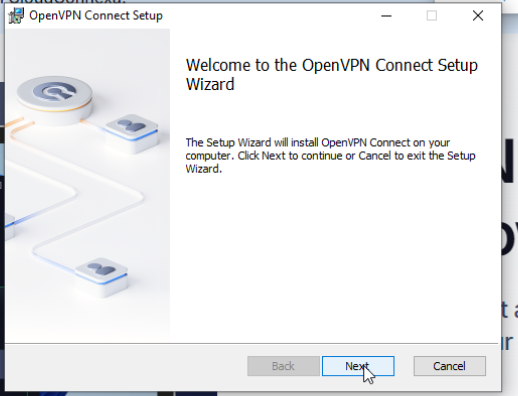 CloudConnexa.
OpenVPN Connect Setup
Welcome to the OpenVPN Connect Setup
Wizard
The Setup Wizard will install OpenVPN Connect on your
computer. Click Next to continue or Cancel to exit the Setup
Wizard.
Back
Next
Cancel